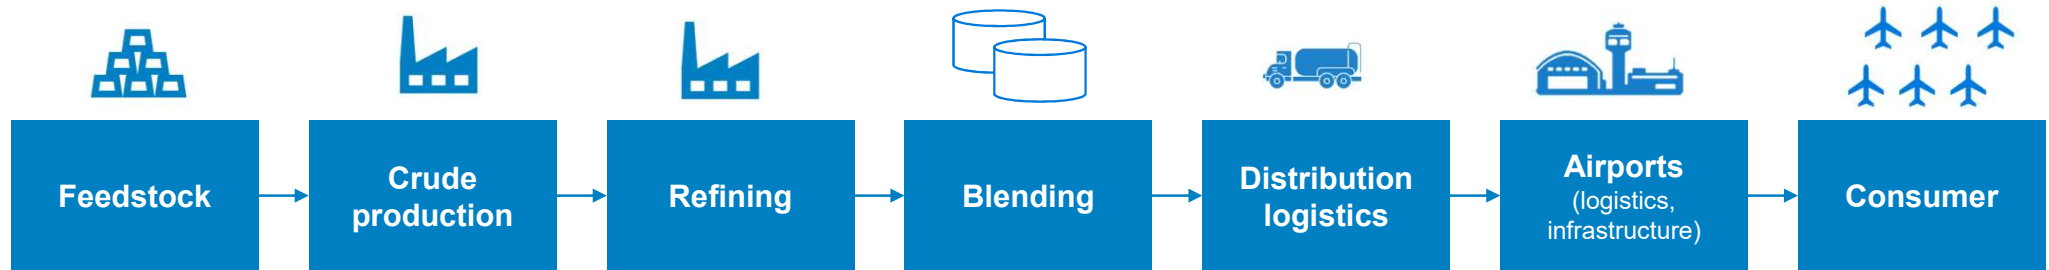 Feedstock
Crude
production
Refining
Blending
Distribution
logistics
Airports
(logistics,
infrastructure)
Consumer